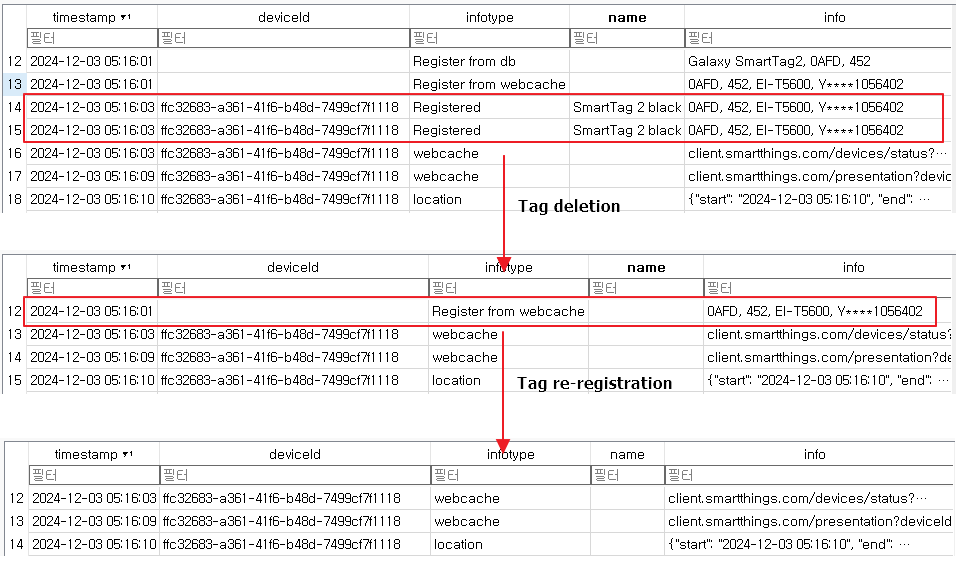 timestamp ▼1 deviceId infotype name info
필터 필터 필터 필터 필터
12 2024-12-03 05:16:01 Register from db Galaxy SmartTag2, 0AFD, 452
13 2024-12-03 05:16:01 Register from webcache 0AFD, 452, EI-T5600, Y****1056402
14 2024-12-03 05:16:03 ffc32683-a361-41f6-b48d-7499cf7f1118 Registered SmartTag 2 black 0AFD, 452, EI-T5600, Y****1056402
15 2024-12-03 05:16:03 ffc32683-a361-41f6-b48d-7499cf7f1118 Registered SmartTag 2 black 0AFD, 452, EI-T5600, Y****1056402
16 2024-12-03 05:16:03 ffc32683-a361-41f6-b48d-7499cf7f1118 webcache client.smartthings.com/devices/status?⋯
17 2024-12-03 05:16:09 ffc32683-a361-41f6-b48d-7499cf7f1118 webcache client.smartthings.com/presentation?devic
18 2024-12-03 05:16:10 ffc32683-a361-41f6-b48d-7499cf7f1118 location {"start": "2024-12-03 05:16:10", "end": ⋯
Tag deletion
timestamp ▼1 deviceId infotype name info
필터 필터 필터 필터 필터
12 2024-12-03 05:16:01 Register from webcache 0AFD, 452, EI-T5600, Y****1056402
13 2024-12-03 05:16:03 ffc32683-a361-41f6-b48d-7499cf7f1118 webcache client.smartthings.com/devices/status?
14 2024-12-03 05:16:09 ffc32683-a361-41f6-b48d-7499cf7f1118 webcache client.smartthings.com/presentation?de
15 2024-12-03 05:16:10 ffc32683-a361-41f6-b48d-7499cf7f1118 location {"start": "2024-12-03 05:16:10", "end": ⋯
Tag re-registration
timestamp ▼1 deviceId infotype name info
필터 필터 필터 필터 필터
12 2024-12-03 05:16:03 ffc32683-a361-41f6-b48d-7499cf7f1118 webcache client.smartthings.com/devices/status?⋯
13 2024-12-03 05:16:09 ffc32683-a361-41f6-b48d-7499cf7f1118 webcache client.smartthings.com/presentation?deviceId
14 2024-12-03 05:16:10 ffc32683-a361-41f6-b48d-7499cf7f1118 location {"start": "2024-12-03 05:16:10", "end": ⋯